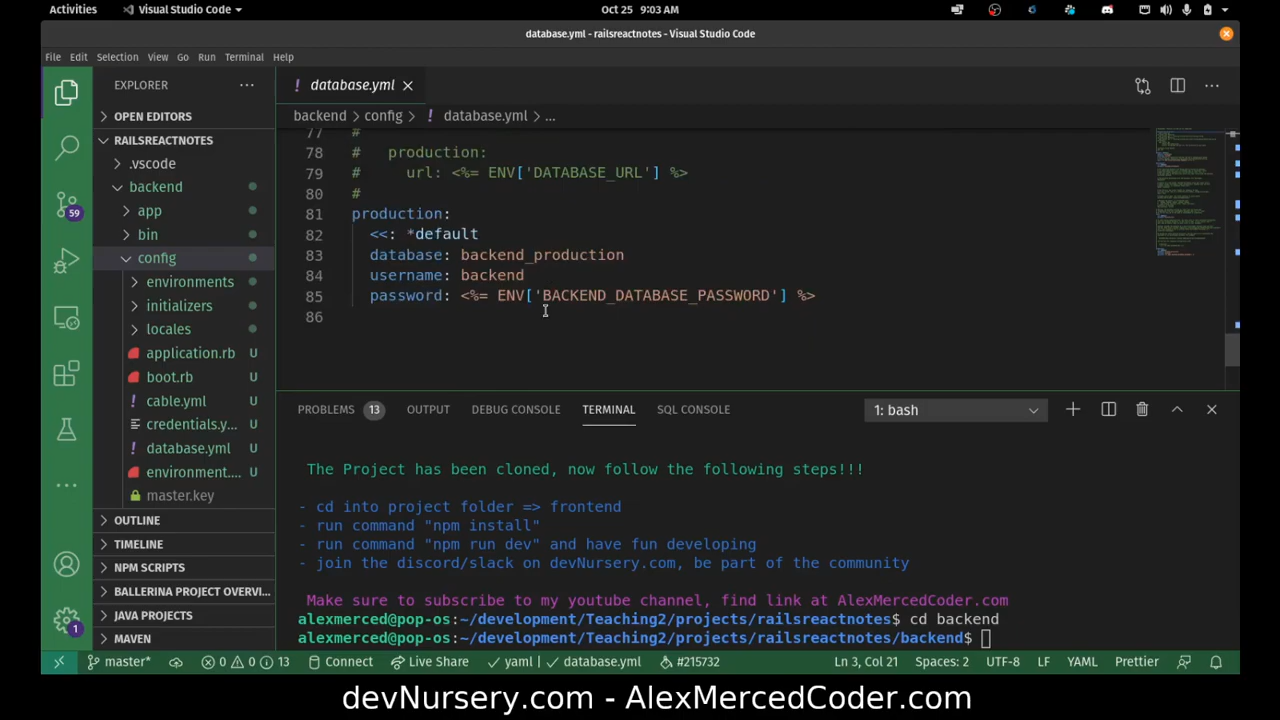 Activities
Visual Studio Code
Oct 25 9:03 AM
database.yml - railsreactnotes - Visual Studio Code
File Edit Selection View Go Run Terminal Help
EXPLORER
OPEN EDITORS
RAILSREACTNOTES
.vscode
backend
app
bin
config
environments
initializers
locales
application.rb U
boot.rb U
cable.yml U
credentials.y... U
database.yml U
environment.... U
master.key
OUTLINE
TIMELINE
NPM SCRIPTS
BALLERINA PROJECT OVERVI...
JAVA PROJECTS
MAVEN
59
1
! database.yml
backend > config > ! database.yml > ...
77 #
78 # production:
79 # url: <%= ENV['DATABASE_URL'] %>
80 #
81 production:
82 <<: *default
83 database: backend_production
84 username: backend
85 password: <%= ENV['BACKEND_DATABASE_PASSWORD'] %>
86
PROBLEMS 13 OUTPUT DEBUG CONSOLE TERMINAL SQL CONSOLE 1: bash
The Project has been cloned, now follow the following steps!!!
- cd into project folder => frontend
- run command "npm install"
- run command "npm run dev" and have fun developing
- join the discord/slack on devNursery.com, be part of the community
Make sure to subscribe to my youtube channel, find link at AlexMercedCoder.com
alexmerced@pop-os:~/development/Teaching2/projects/railsreactnotes$ cd backend
alexmerced@pop-os:~/development/Teaching2/projects/railsreactnotes/backend$
master* 0 0 13 Connect Live Share yaml database.yml #215732 Ln 3, Col 21 Spaces: 2 UTF-8 LF YAML Prettier
devNursery.com - AlexMercedCoder.com